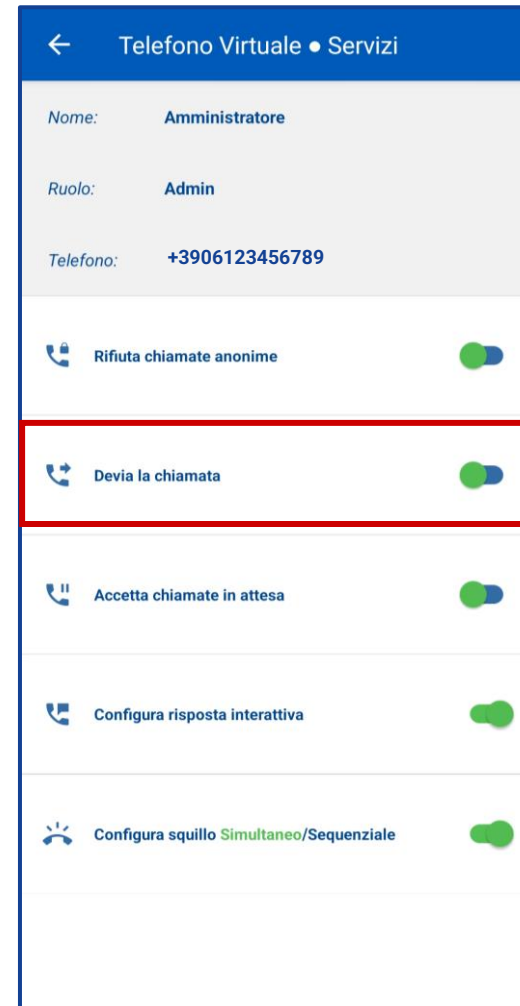 Telefono Virtuale ● Servizi
Nome: Amministratore
Ruolo: Admin
Telefono: +3906123456789
Rifiuta chiamate anonime
Devia la chiamata
Accetta chiamate in attesa
Configura risposta interattiva
Configura squillo Simultaneo/Sequenziale